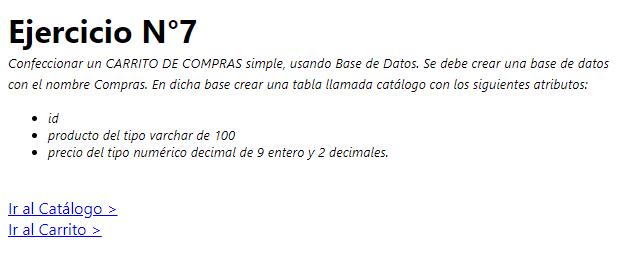 Ejercicio N°7
Confeccionar un CARRITO DE COMPRAS simple, usando Base de Datos. Se debe crear una base de datos
con el nombre Compras. En dicha base crear una tabla llamada catálogo con los siguientes atributos:
• id
• producto del tipo varchar de 100
• precio del tipo numérico decimal de 9 entero y 2 decimales.
Ir al Catálogo >
Ir al Carrito >